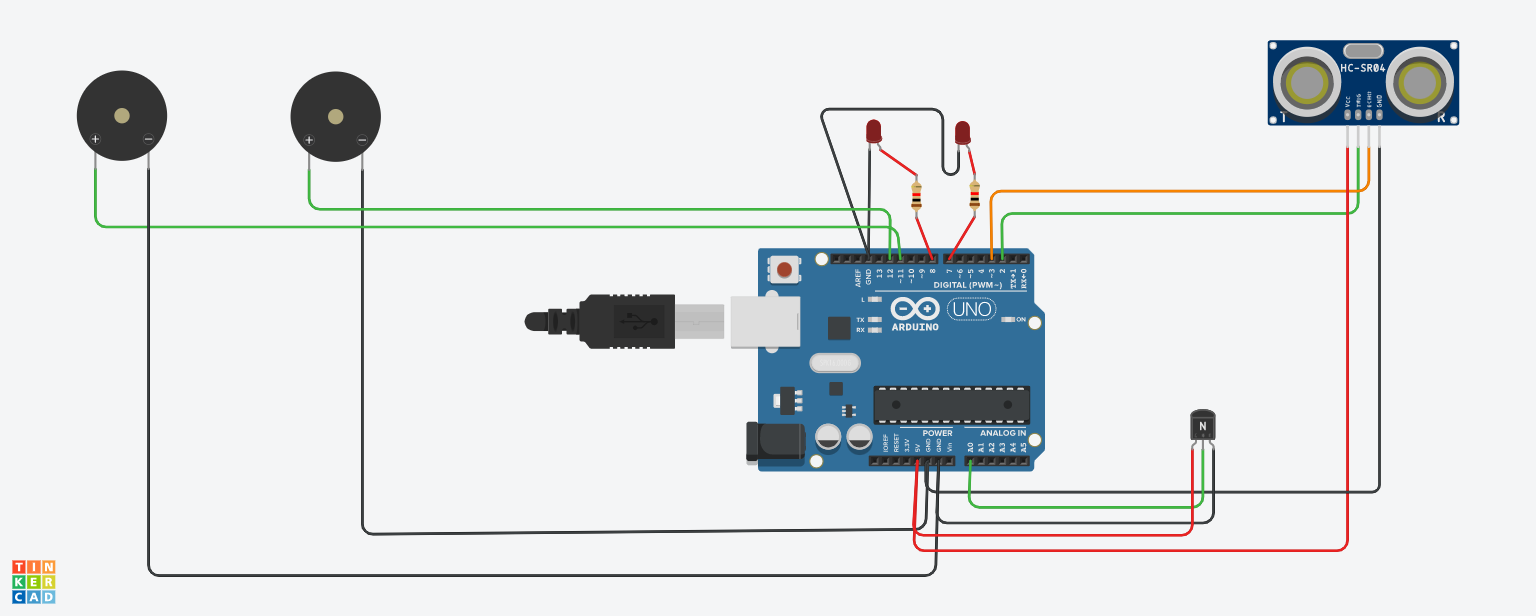 HC-SR04
VCC
TRIG
ECHO
GND
T
R
+
−
+
−
AREF
GND
13
12
~11
~10
~9
8
7
~6
~5
4
~3
2
TX→1
RX←0
DIGITAL (PWM~)
L
TX
RX
ARDUINO
UNO
ON
N
POWER
ANALOG IN
IOREF
RESET
3.3V
5V
GND
GND
Vin
A0
A1
A2
A3
A4
A5
TIN
KER
CAD